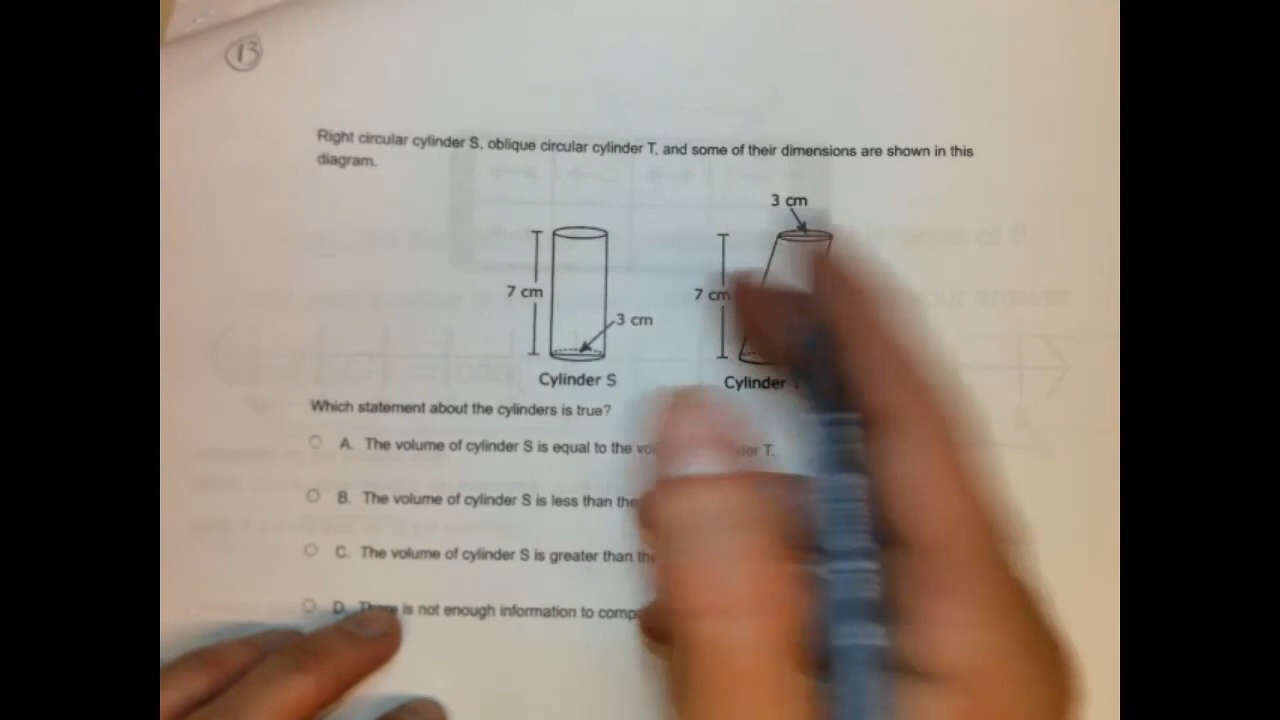 13
Right circular cylinder S, oblique circular cylinder T, and some of their dimensions are shown in this
diagram.
3 cm
7 cm
3 cm
7 cm
Cylinder S
Cylinder
Which statement about the cylinders is true?
A. The volume of cylinder S is equal to the T.
B. The volume of cylinder S is less than the
C. The volume of cylinder S is greater than the
D. There is not enough information to